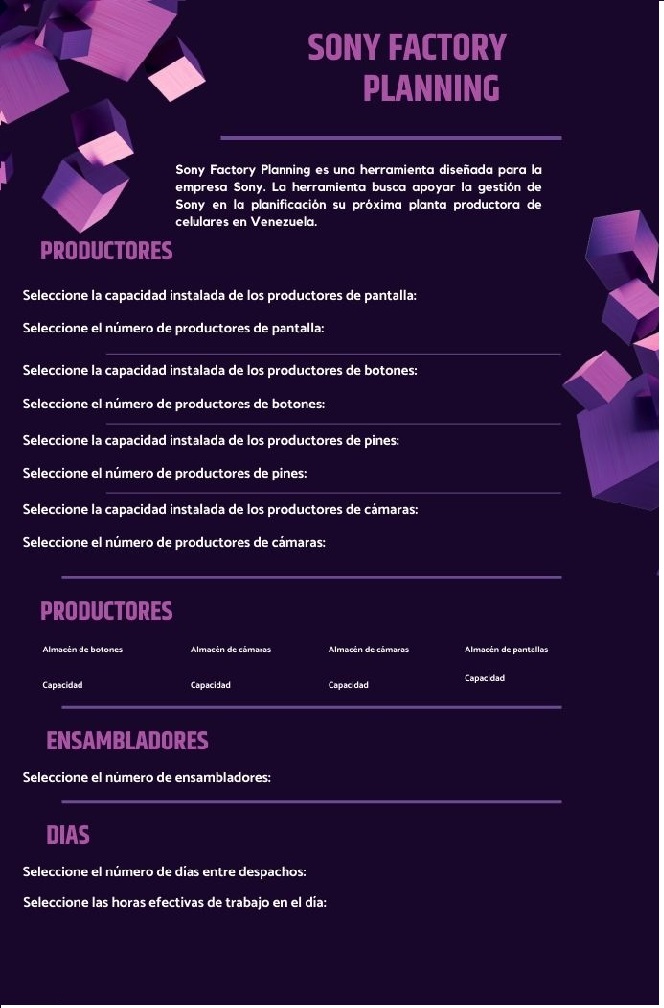 SONY FACTORY
PLANNING
Sony Factory Planning es una herramienta diseñada para la
empresa Sony. La herramienta busca apoyar la gestión de
Sony en la planificación su próxima planta productora de
celulares en Venezuela.
PRODUCTORES
Seleccione la capacidad instalada de los productores de pantalla:
Seleccione el número de productores de pantalla:
Seleccione la capacidad instalada de los productores de botones:
Seleccione el número de productores de botones:
Seleccione la capacidad instalada de los productores de pines:
Seleccione el número de productores de pines:
Seleccione la capacidad instalada de los productores de cámaras:
Seleccione el número de productores de cámaras:
PRODUCTORES
Almacén de botones Almacén de cámaras Almacén de cámaras Almacén de pantallas
Capacidad Capacidad Capacidad Capacidad
ENSAMBLADORES
Seleccione el número de ensambladores:
DIAS
Seleccione el número de días entre despachos:
Seleccione las horas efectivas de trabajo en el día: